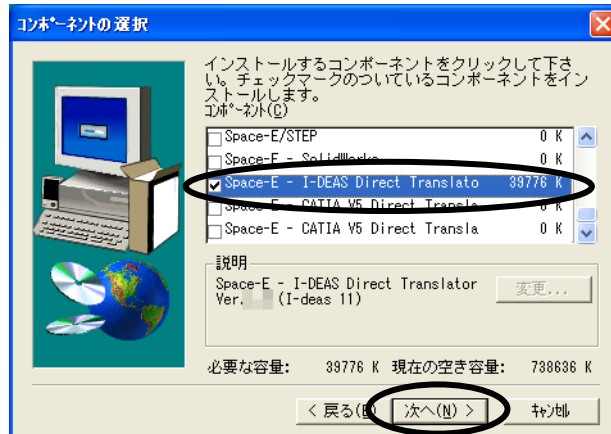 コンポーネントの選択
インストールするコンポーネントをクリックして下さ
い。チェックマークのついているコンポーネントをイン
ストールします。
コンポーネント(C)
Space-E/STEP 0 K
Space-E - SolidWorks 0 K
Space-E - I-DEAS Direct Translato 39776 K
Space-E - CATIA V5 Direct Transla 0 K
Space-E - CATIA V5 Direct Transla 0 K
説明
Space-E - I-DEAS Direct Translator
Ver. (I-deas 11)
変更...
必要な容量: 39776 K 現在の空き容量: 738636 K
< 戻る(B) 次へ(N) > キャンセル